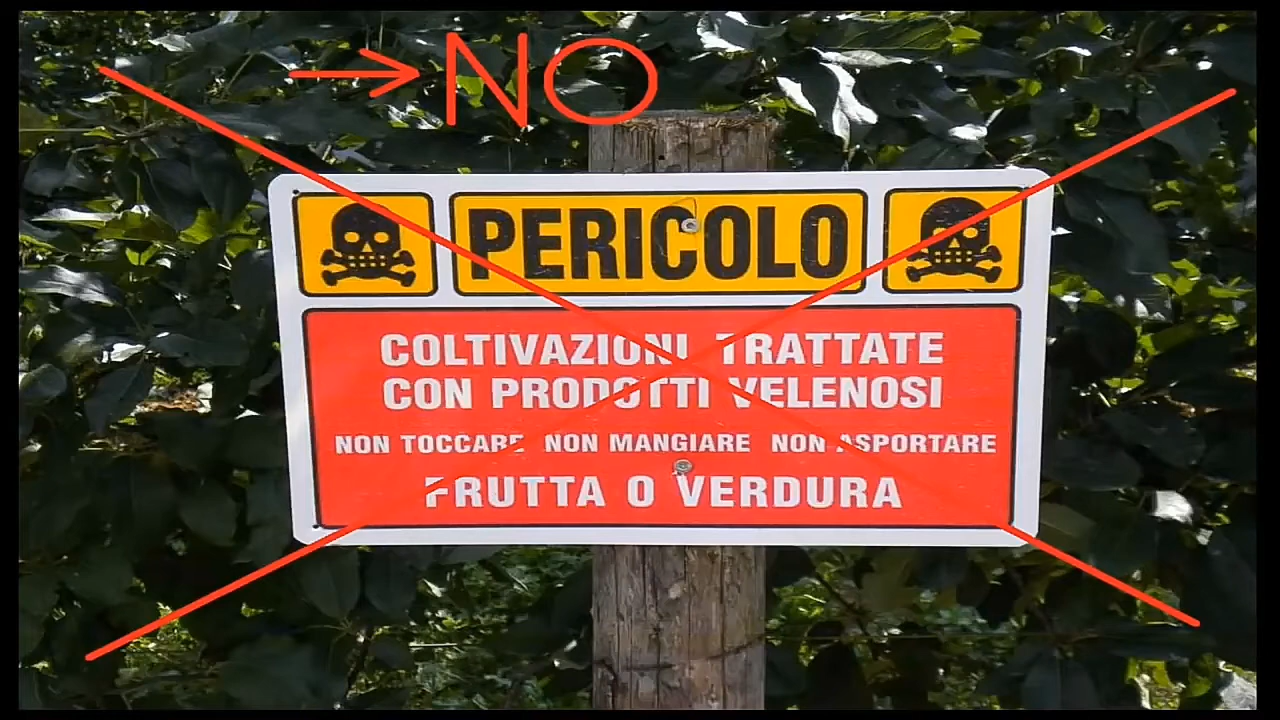 NO
PERICOLO
COLTIVAZIONI TRATTATE
CON PRODOTTI VELENOSI
NON TOCCARE NON MANGIARE NON ASPORTARE
FRUTTA O VERDURA